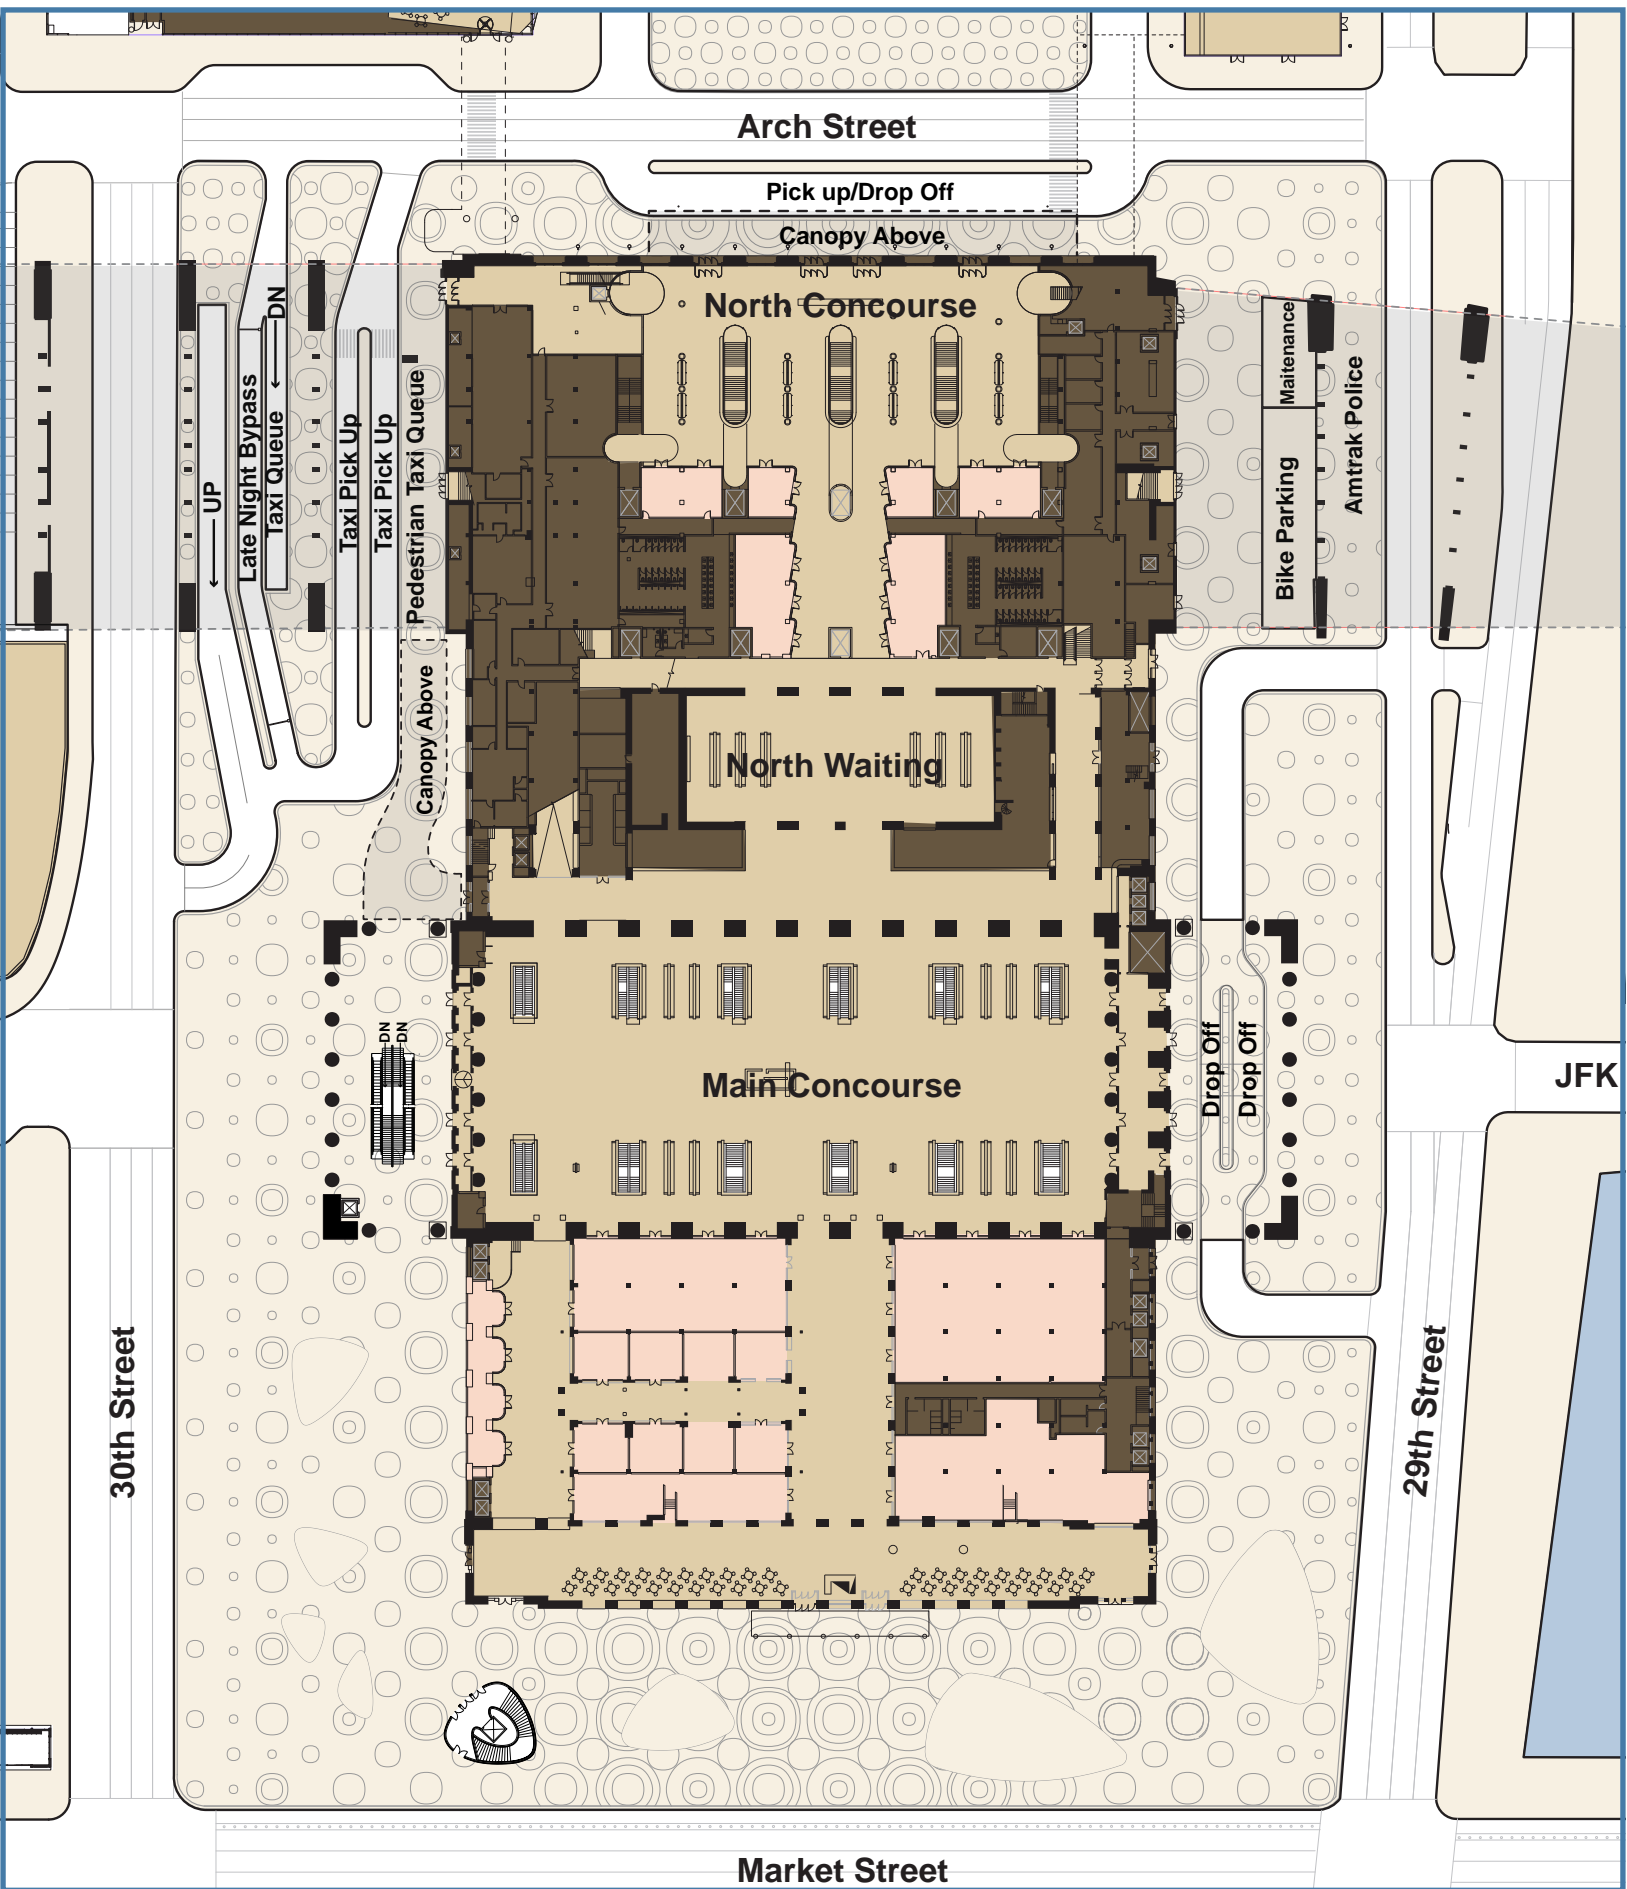 Arch Street
Pick up/Drop Off
Canopy Above
North Concourse
DN
UP
Late Night Bypass
Taxi Queue
Taxi Pick Up
Taxi Pick Up
Pedestrian Taxi Queue
Maitenance
Bike Parking
Amtrak Police
Canopy Above
North Waiting
DN
DN
Main Concourse
Drop Off
Drop Off
JFK
30th Street
29th Street
Market Street